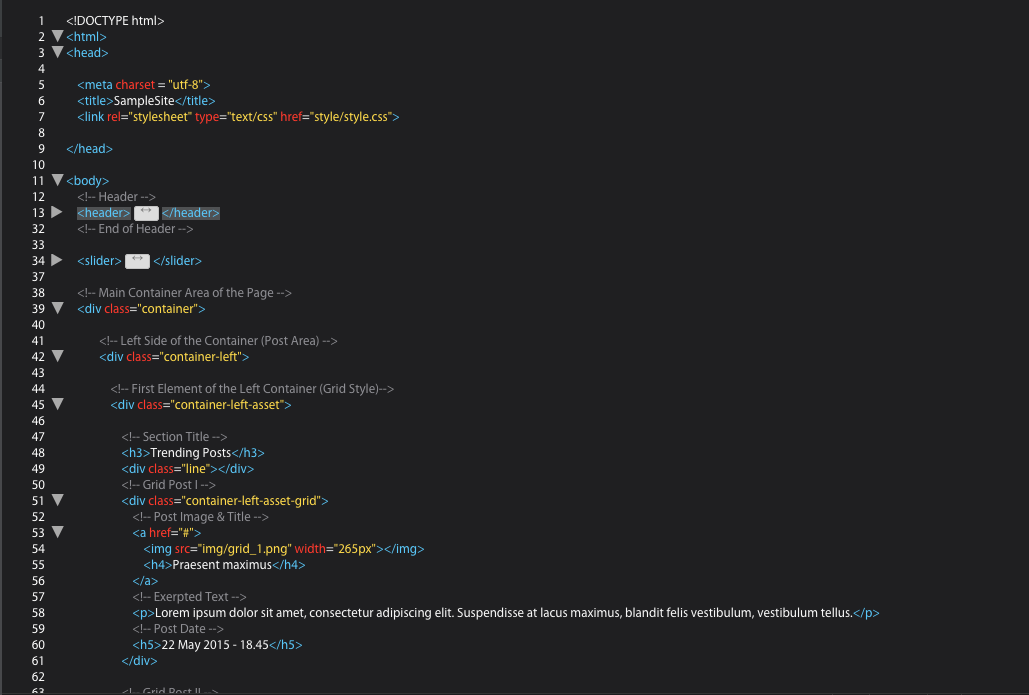 1 <!DOCTYPE html>
2 <html>
3 <head>
4
5 <meta charset = "utf-8">
6 <title>SampleSite</title>
7 <link rel="stylesheet" type="text/css" href="style/style.css">
8
9 </head>
10
11 <body>
12 <!-- Header -->
13 <header> ↔ </header>
32 <!-- End of Header -->
33
34 <slider> ↔ </slider>
37
38 <!-- Main Container Area of the Page -->
39 <div class="container">
40
41 <!-- Left Side of the Container (Post Area) -->
42 <div class="container-left">
43
44 <!-- First Element of the Left Container (Grid Style)-->
45 <div class="container-left-asset">
46
47 <!-- Section Title -->
48 <h3>Trending Posts</h3>
49 <div class="line"></div>
50 <!-- Grid Post I -->
51 <div class="container-left-asset-grid">
52 <!-- Post Image & Title -->
53 <a href="#">
54 <img src="img/grid_1.png" width="265px"></img>
55 <h4>Praesent maximus</h4>
56 </a>
57 <!-- Exerpted Text -->
58 <p>Lorem ipsum dolor sit amet, consectetur adipiscing elit. Suspendisse at lacus maximus, blandit felis vestibulum, vestibulum tellus.</p>
59 <!-- Post Date -->
60 <h5>22 May 2015 - 18.45</h5>
61 </div>
62
63 <!-- Grid Post II -->